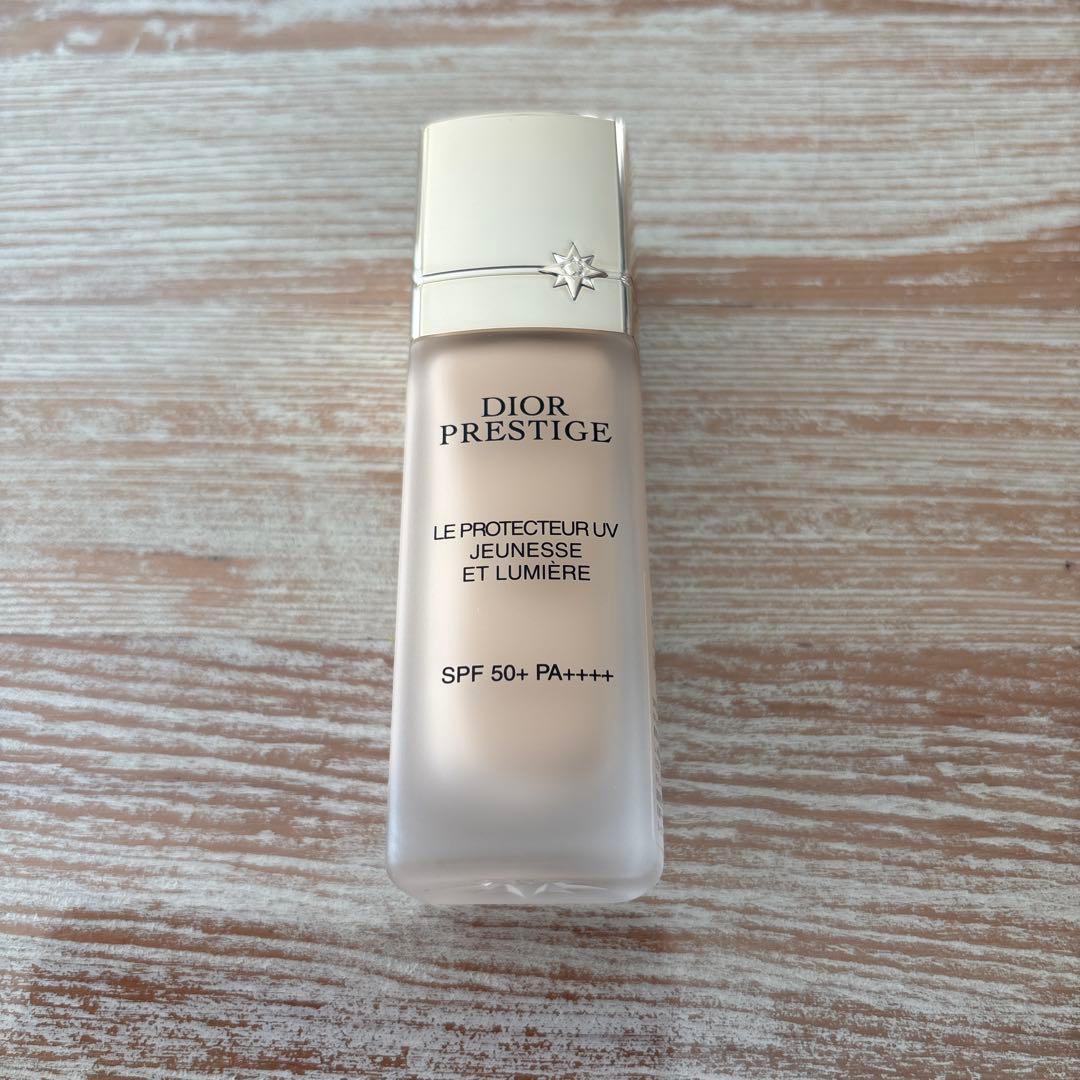 DIOR
PRESTIGE
LE PROTECTEUR UV
JEUNESSE
ET LUMIÈRE
SPF 50+ PA++++